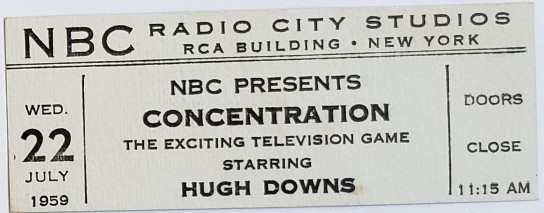 NBC RADIO CITY STUDIOS
RCA BUILDING • NEW YORK
WED.
22
JULY
1959
NBC PRESENTS
CONCENTRATION
THE EXCITING TELEVISION GAME
STARRING
HUGH DOWNS
DOORS
CLOSE
11:15 AM